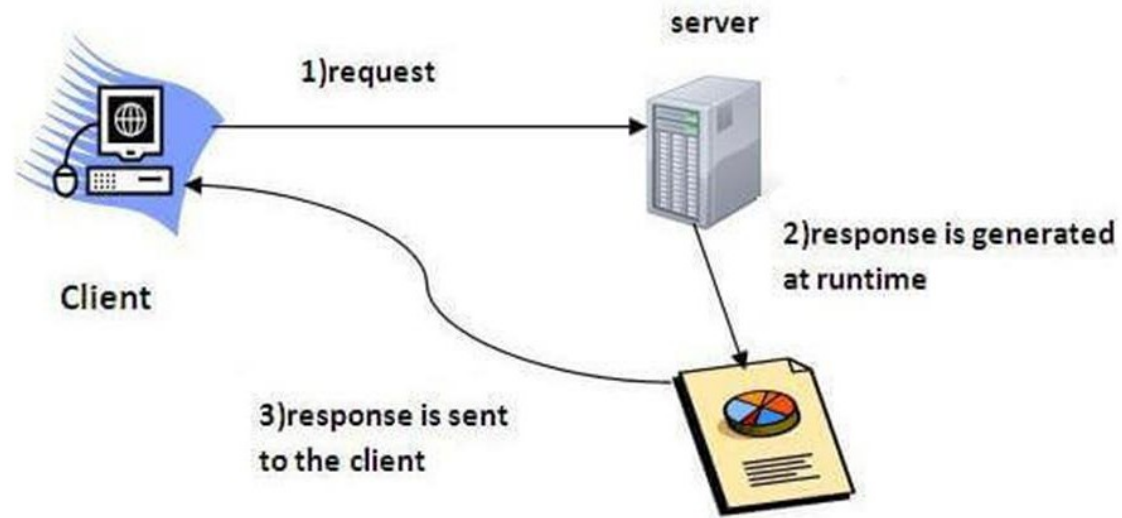 server
1)request
2)response is generated
at runtime
Client
3)response is sent
to the client